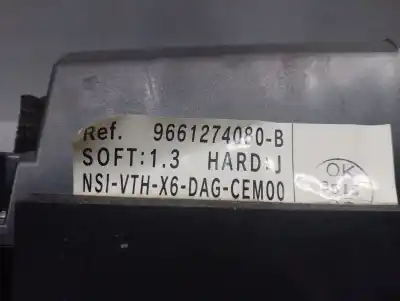 Ref. 9661274080-B
SOFT:1.3 HARD:J
NSI-VTH-X6-DAG-CEM00
OK